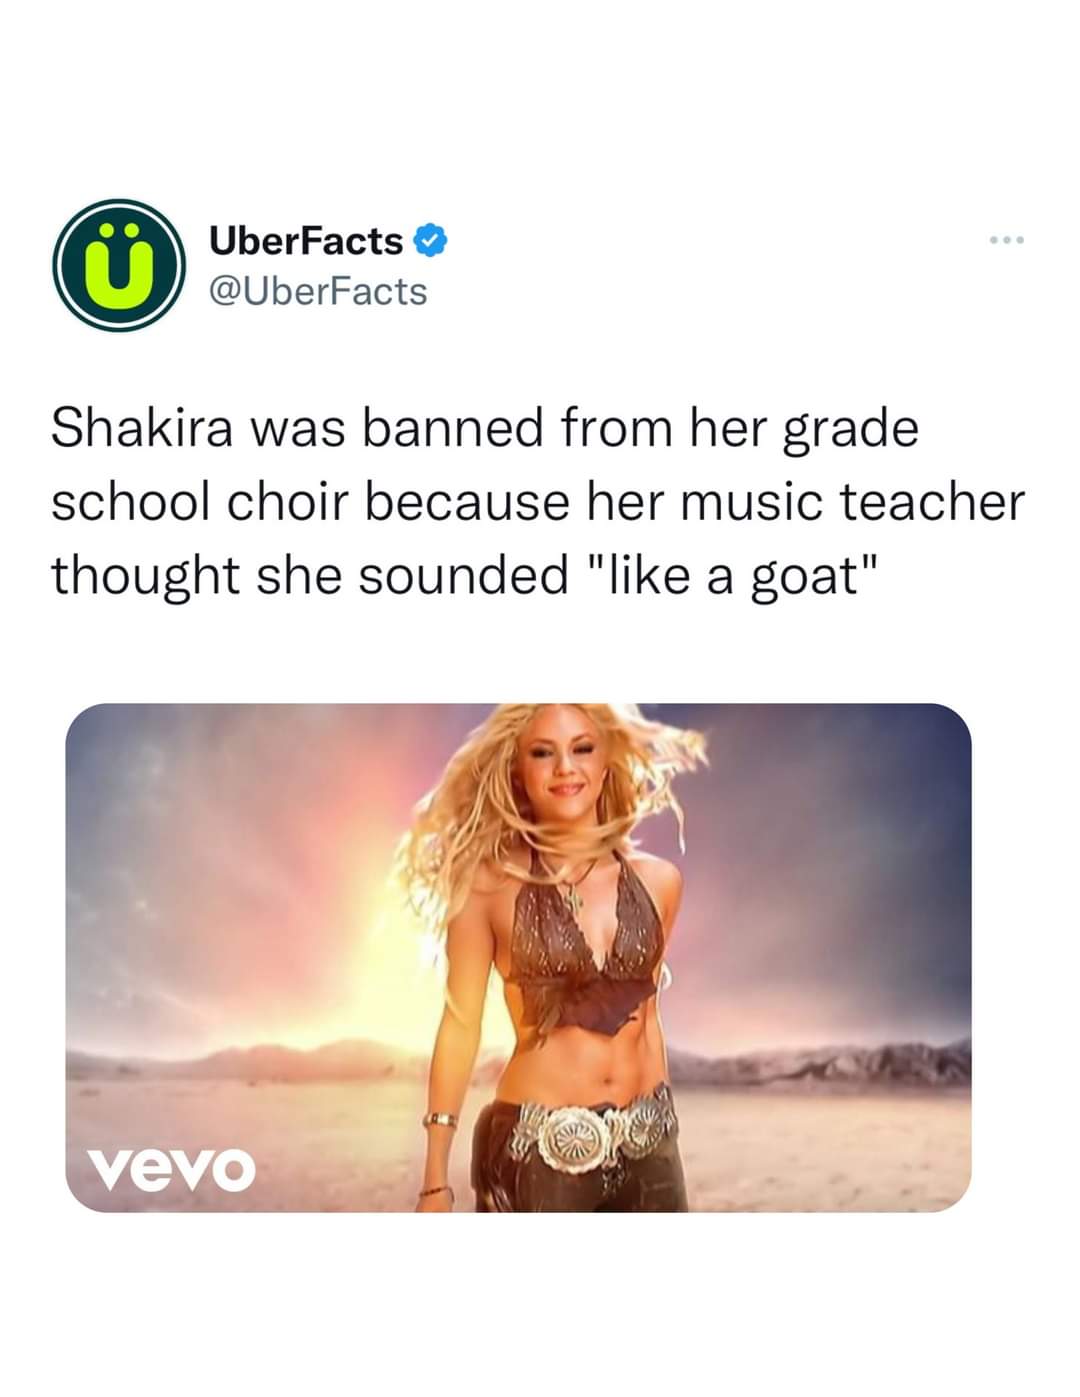 Ü
UberFacts
@UberFacts
Shakira was banned from her grade
school choir because her music teacher
thought she sounded "like a goat"
vevo